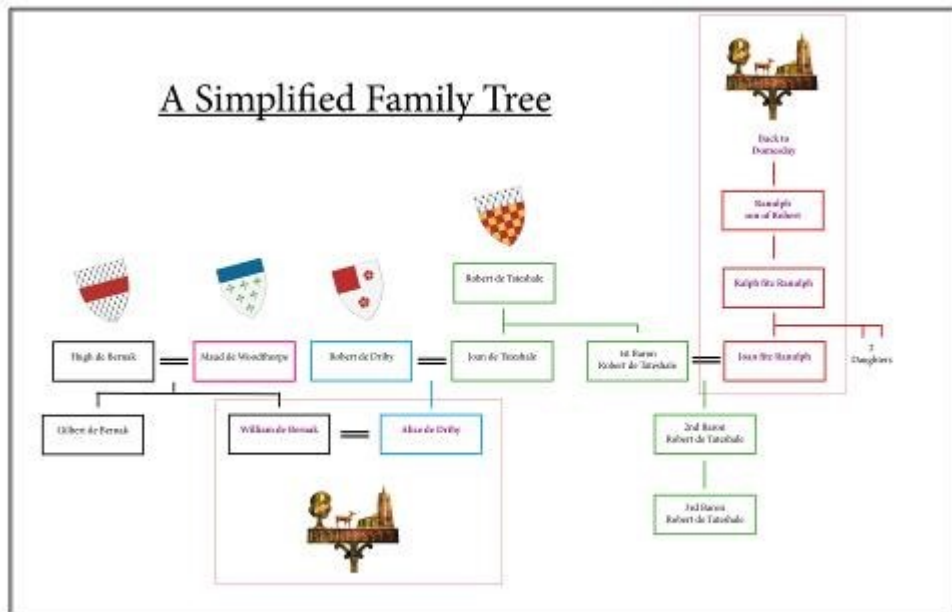 A Simplified Family Tree
Back to
Domesday
Ranulph
son of Robert
Robert de Tateshale
Ralph fitz Ranulph
Hugh de Bernak
Maud de Woodthorpe
Robert de Driby
Joan de Tateshale
1st Baron
Robert de Tateshale
Joan fitz Ranulph
2
Daughters
Gilbert de Bernak
William de Bernak
Alice de Driby
2nd Baron
Robert de Tateshale
3rd Baron
Robert de Tateshale